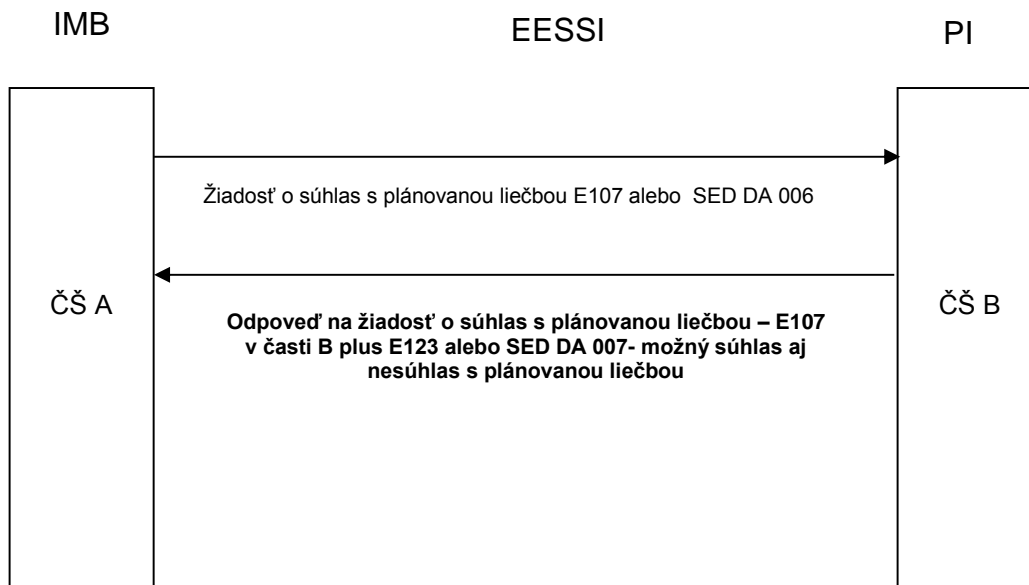 IMB EESSI PI
Žiadosť o súhlas s plánovanou liečbou E107 alebo SED DA 006
ČŠ A
ČŠ B
Odpoveď na žiadosť o súhlas s plánovanou liečbou – E107
v časti B plus E123 alebo SED DA 007- možný súhlas aj
nesúhlas s plánovanou liečbou